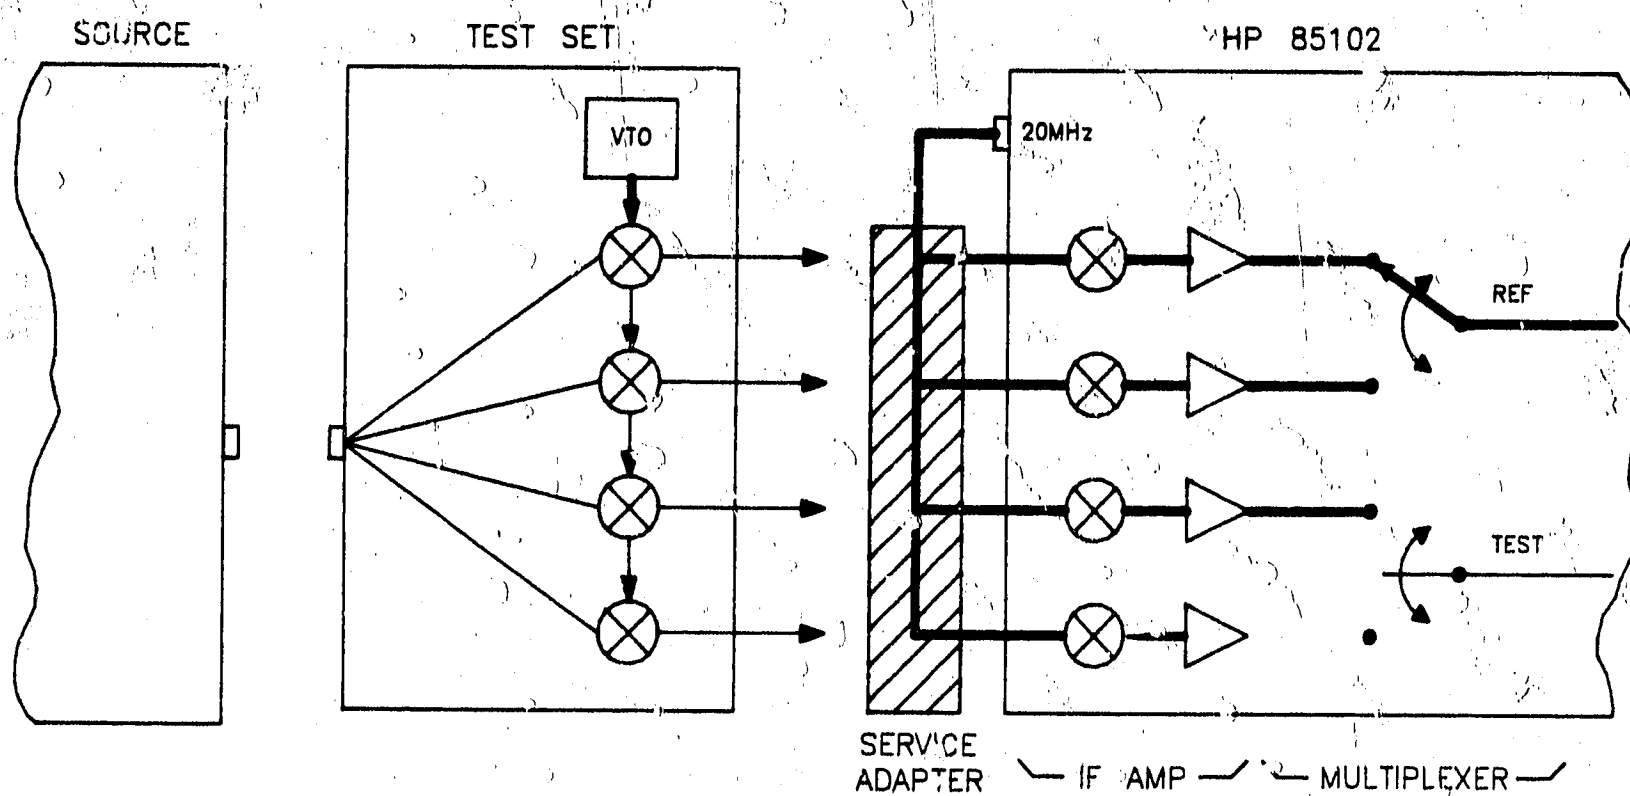 SOURCE
TEST SET
HP 85102
VTO
20MHz
REF
TEST
SERVICE
ADAPTER
IF AMP
MULTIPLEXER